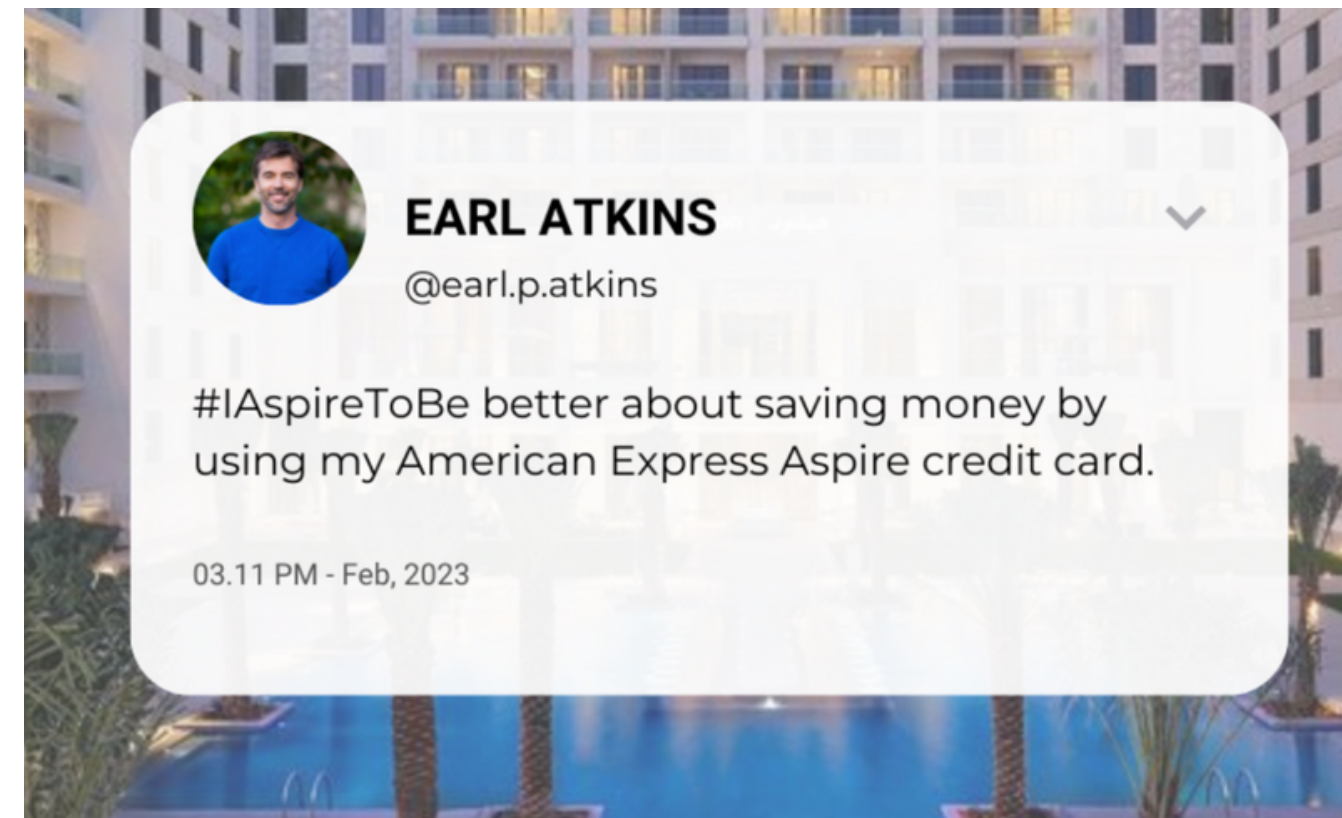 EARL ATKINS
@earl.p.atkins
#IAspireToBe better about saving money by
using my American Express Aspire credit card.
03.11 PM - Feb, 2023